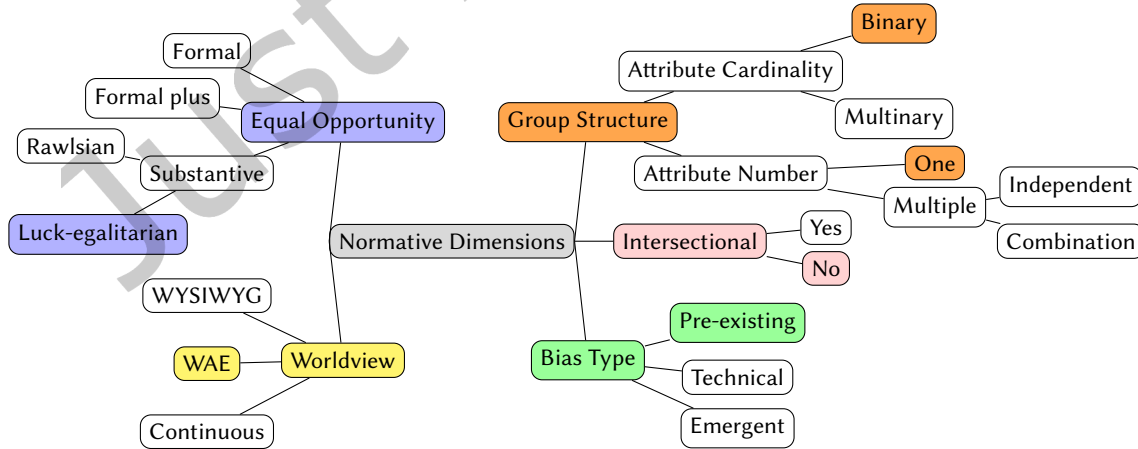 Just
Formal
Formal plus
Equal Opportunity
Rawlsian
Substantive
Luck-egalitarian
WYSIWYG
WAE
Worldview
Continuous
Normative Dimensions
Binary
Attribute Cardinality
Group Structure
Multinary
Attribute Number
One
Multiple
Independent
Combination
Intersectional
Yes
No
Pre-existing
Bias Type
Technical
Emergent